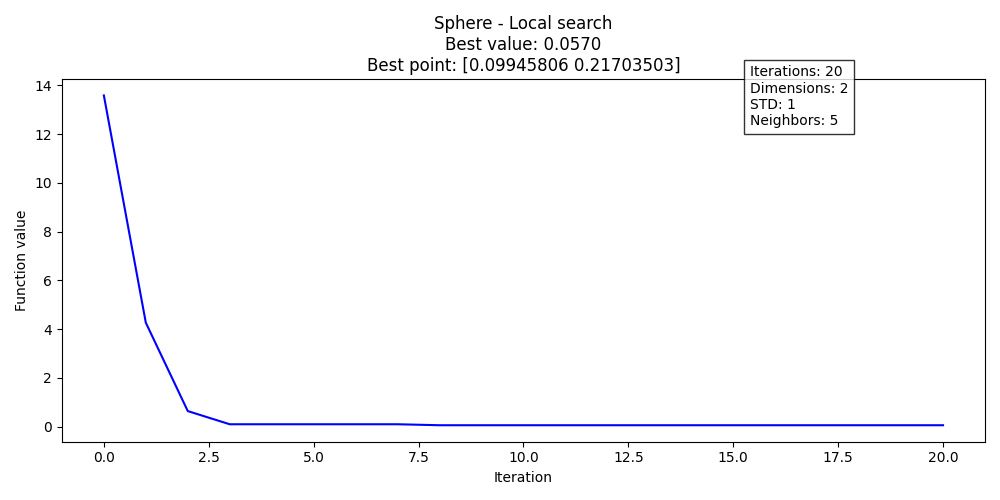 Sphere - Local search
Best value: 0.0570
Best point: [0.09945806 0.21703503]
Iterations: 20
Dimensions: 2
STD: 1
Neighbors: 5
14
12
10
8
6
4
2
0
Function value
0.0 2.5 5.0 7.5 10.0 12.5 15.0 17.5 20.0
Iteration